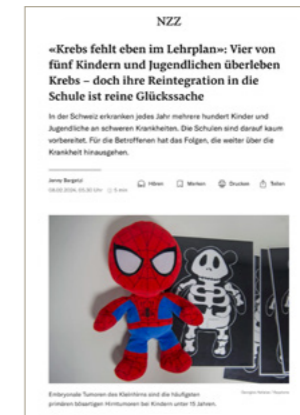 NZZ
«Krebs fehlt eben im Lehrplan»: Vier von
fünf Kindern und Jugendlichen überleben
Krebs – doch ihre Reintegration in die
Schule ist reine Glückssache
In der Schweiz erkranken jedes Jahr mehrere hundert Kinder und
Jugendliche an schweren Krankheiten. Die Schulen sind darauf kaum
vorbereitet. Für die Betroffenen hat das Folgen, die weiter über die
Krankheit hinausgehen.
Hören Merken Drucken Teilen
Embryonale Tumoren des Kleinhirns sind die häufigsten
primären bösartigen Hirntumoren bei Kindern unter 15 Jahren.